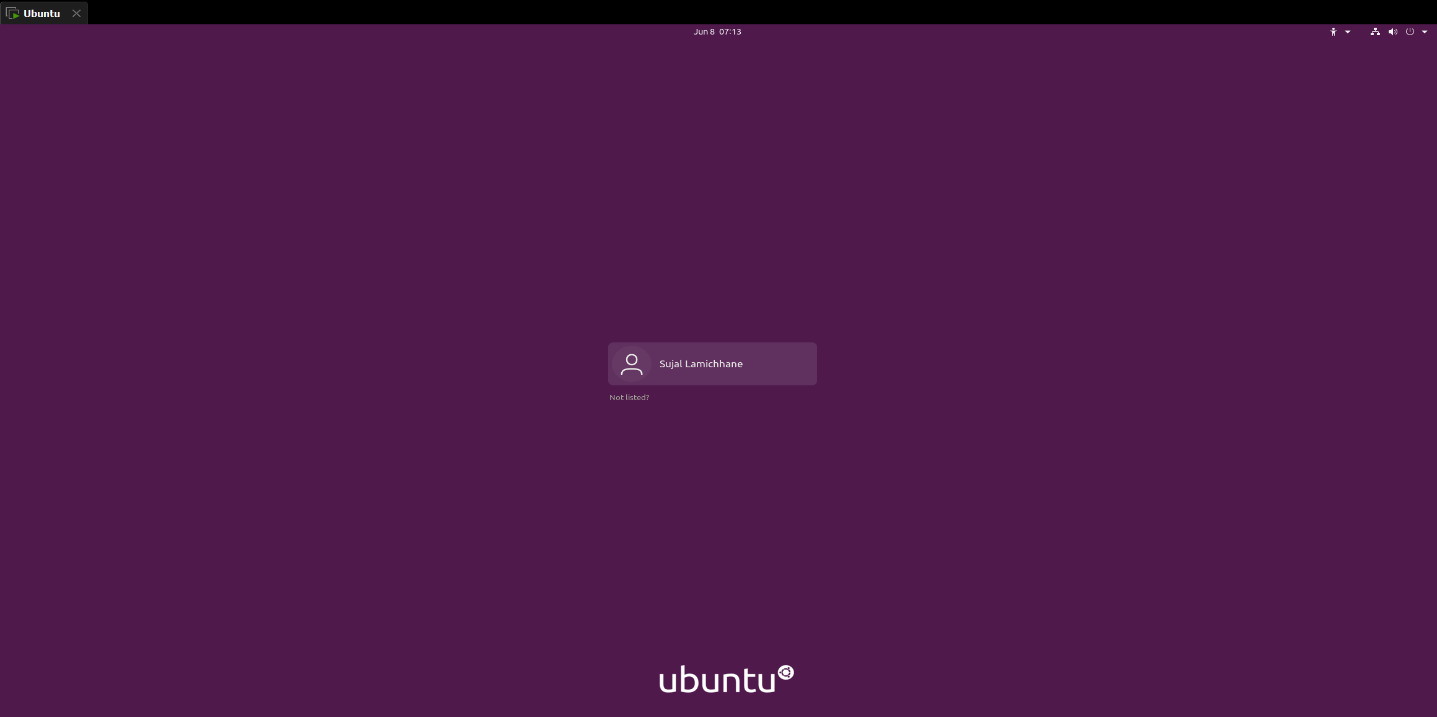 Ubuntu
Jun 8 07:13
Sujal Lamichhane
Not listed?
ubuntu